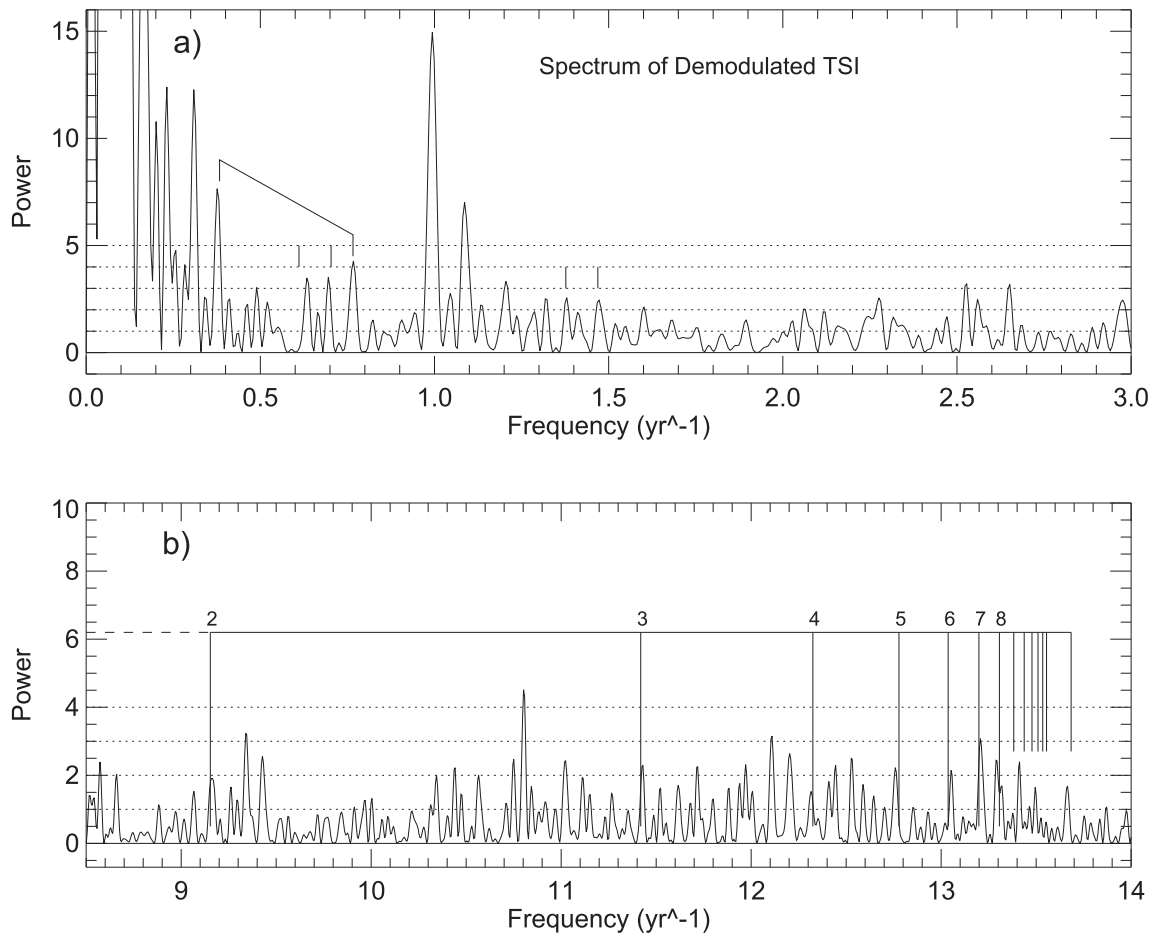 a)
Spectrum of Demodulated TSI
Power
15
10
5
0
0.0 0.5 1.0 1.5 2.0 2.5 3.0
Frequency (yr^-1)
b)
Power
10
8
6
4
2
0
2 3 4 5 6 7 8
9 10 11 12 13 14
Frequency (yr^-1)